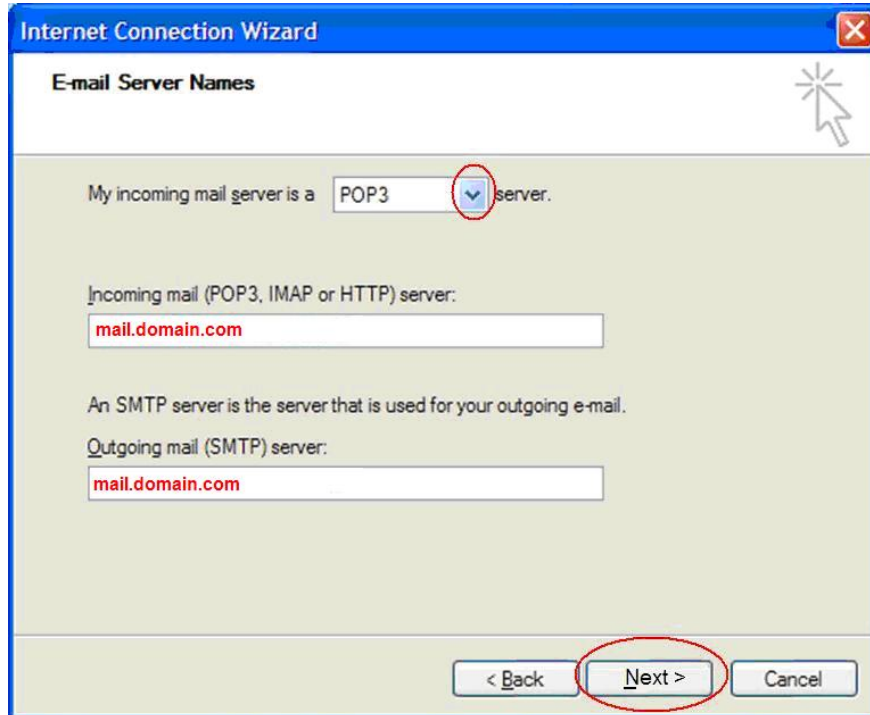 Internet Connection Wizard
E-mail Server Names
My incoming mail server is a POP3 server.
Incoming mail (POP3, IMAP or HTTP) server:
mail.domain.com
An SMTP server is the server that is used for your outgoing e-mail.
Outgoing mail (SMTP) server:
mail.domain.com
< Back Next > Cancel